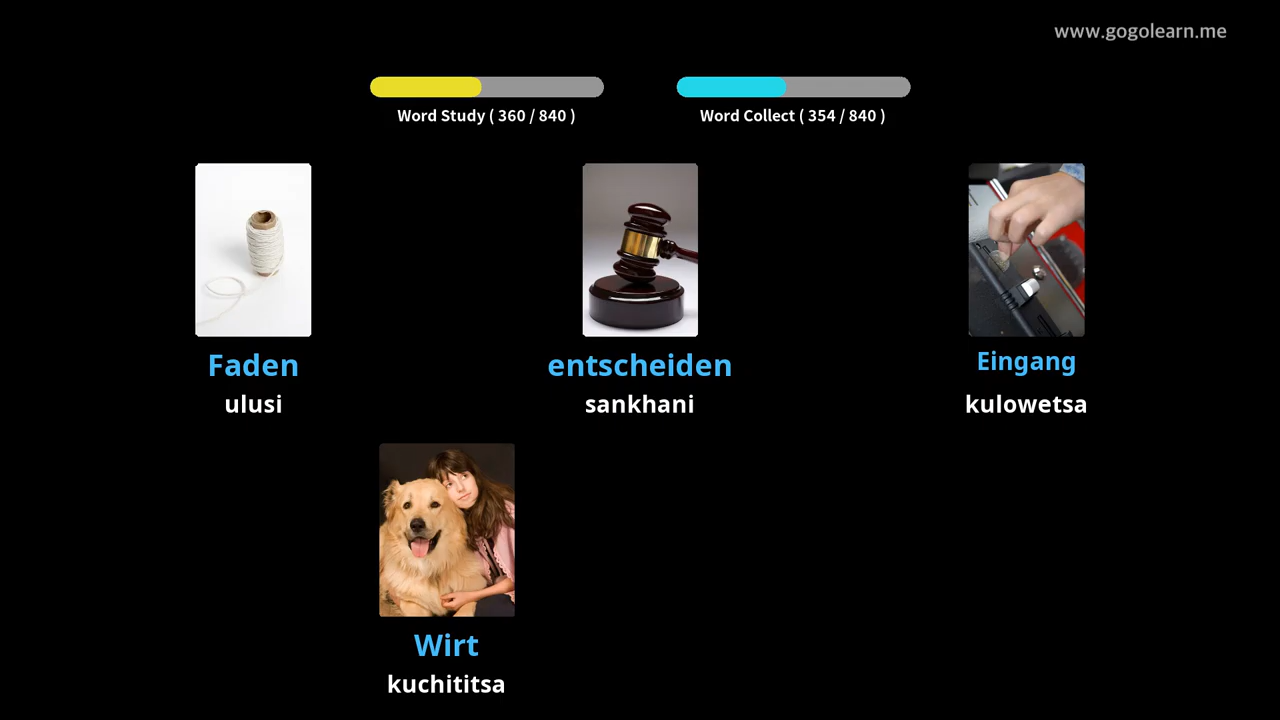 www.gogolearn.me
Word Study ( 360 / 840 )
Word Collect ( 354 / 840 )
Faden
ulusi
entscheiden
sankhani
Eingang
kulowetsa
Wirt
kuchititsa